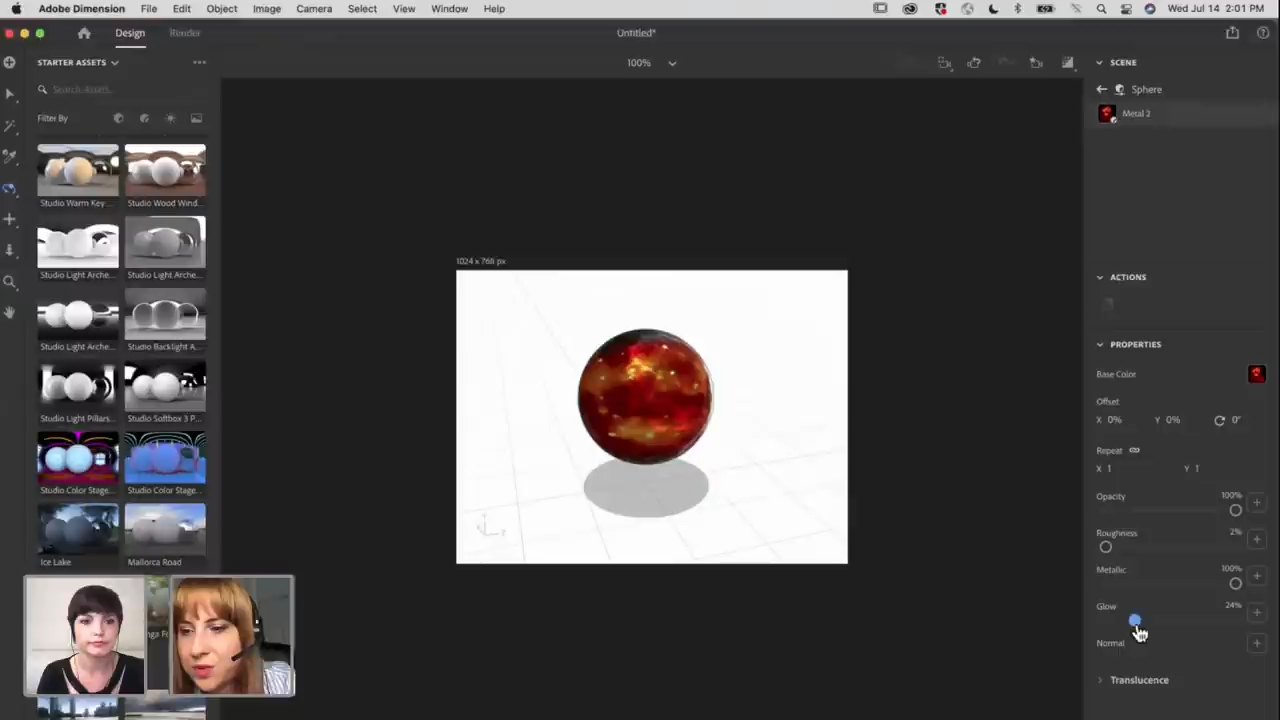 Adobe Dimension File Edit Object Image Camera Select View Window Help Wed Jul 14 2:01 PM
Design Render Untitled*
STARTER ASSETS 100% SCENE
Search Assets... Sphere
Filter By Metal 2
Studio Warm Key ... Studio Wood Wind...
Studio Light Arche... Studio Light Arche...
1024 x 768 px
ACTIONS
Studio Light Arche... Studio Backlight A...
PROPERTIES
Base Color
Offset
X 0% Y 0% 0°
Studio Light Pillars... Studio Softbox 3 P...
Repeat
X 1 Y 1
Studio Color Stage... Studio Color Stage...
Opacity 100%
Roughness 2%
Ice Lake Mallorca Road
Metallic 100%
Glow 24%
Normal
Translucence